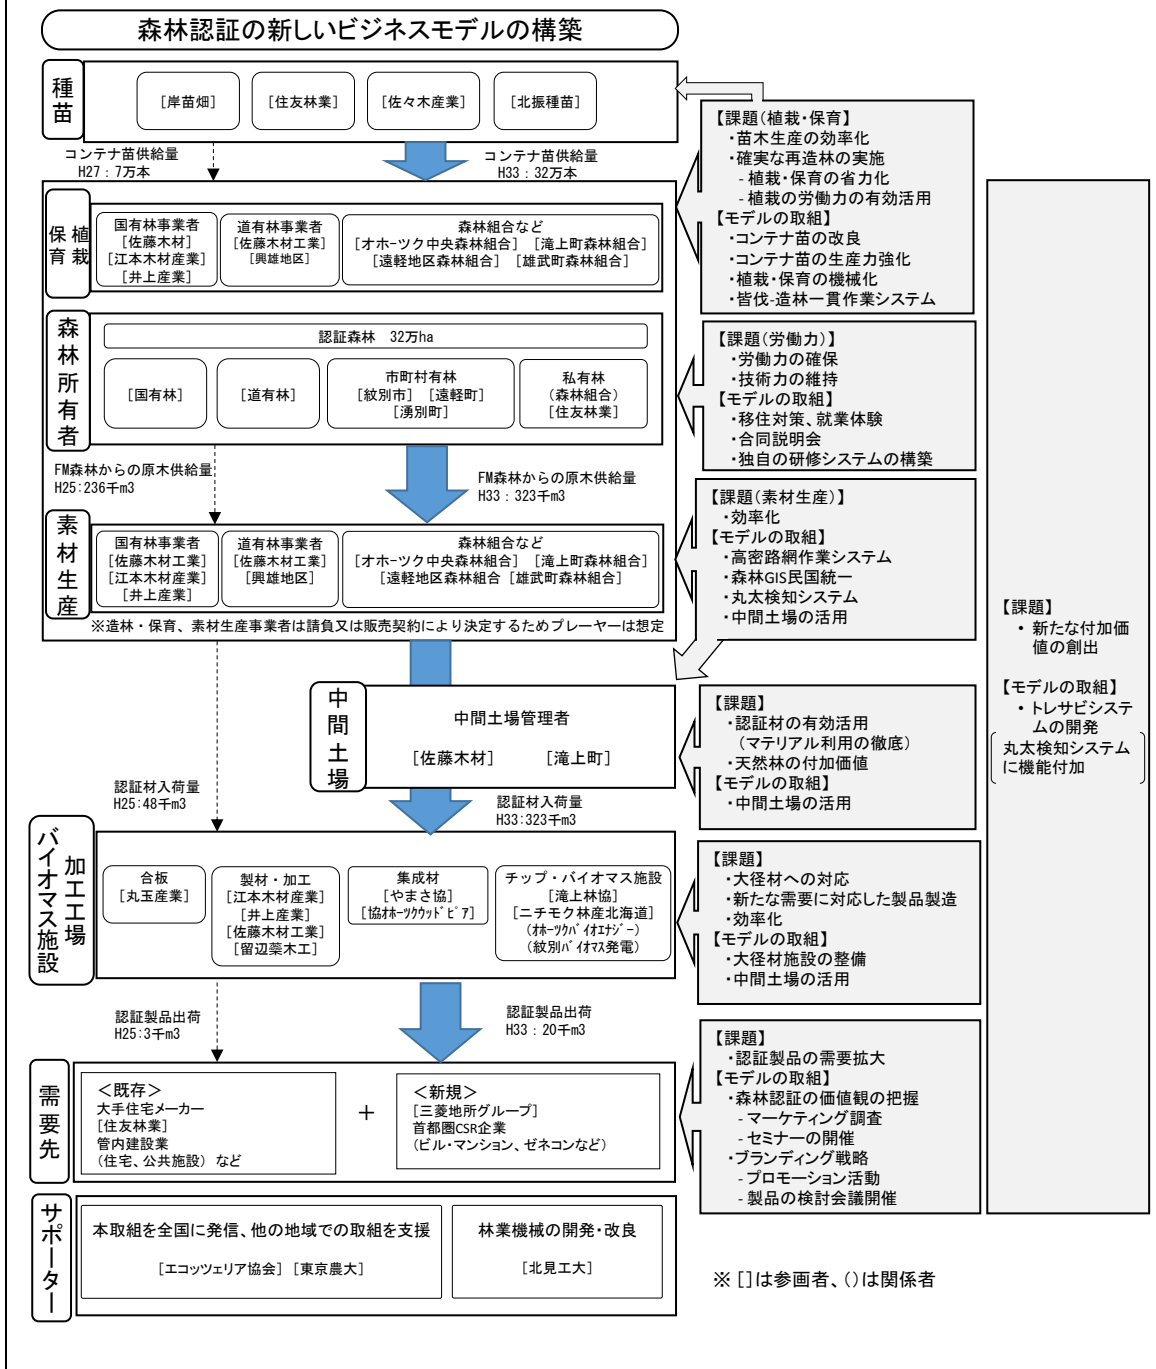 森林認証の新しいビジネスモデルの構築
種苗
[岸苗畑]
[住友林業]
[佐々木産業]
[北振種苗]
コンテナ苗供給量
H27：7万本
コンテナ苗供給量
H33：32万本
【課題(植栽・保育】
・苗木生産の効率化
・確実な再造林の実施
- 植栽・保育の省力化
- 植栽の労働力の有効活用
【モデルの取組】
・コンテナ苗の改良
・コンテナ苗の生産力強化
・植栽・保育の機械化
・皆伐-造林一貫作業システム
植栽
保育
国有林事業者
[佐藤木材]
[江本木材産業]
[井上産業]
道有林事業者
[佐藤木材工業]
[興雄地区]
森林組合など
[オホーツク中央森林組合] [滝上町森林組合]
[遠軽地区森林組合] [雄武町森林組合]
森林所有者
認証森林 32万ha
[国有林]
[道有林]
市町村有林
[紋別市] [遠軽町]
[湧別町]
私有林
(森林組合)
[住友林業]
【課題(労働力)】
・労働力の確保
・技術力の維持
【モデルの取組】
・移住対策、就業体験
・合同説明会
・独自の研修システムの構築
FM森林からの原木供給量
H25:236千m3
FM森林からの原木供給量
H33：323千m3
素材生産
国有林事業者
[佐藤木材工業]
[江本木材産業]
[井上産業]
道有林事業者
[佐藤木材工業]
[興雄地区]
森林組合など
[オホーツク中央森林組合] [滝上町森林組合]
[遠軽地区森林組合 [雄武町森林組合]
※造林・保育、素材生産事業者は請負又は販売契約により決定するためプレーヤーは想定
【課題(素材生産)】
・効率化
【モデルの取組】
・高密路網作業システム
・森林GIS民国統一
・丸太検知システム
・中間土場の活用
中間土場
中間土場管理者
[佐藤木材] [滝上町]
【課題】
・認証材の有効活用
(マテリアル利用の徹底)
・天然林の付加価値
【モデルの取組】
・中間土場の活用
認証材入荷量
H25:48千m3
認証材入荷量
H33:323千m3
加工工場
バイオマス施設
合板
[丸玉産業]
製材・加工
[江本木材産業]
[井上産業]
[佐藤木材工業]
[留辺蘂木工]
集成材
[やまさ協]
[協ｵﾎｰﾂｸｳｯﾄﾞﾋﾟｱ]
チップ・バイオマス施設
[滝上林協]
[ニチモク林産北海道]
(ｵﾎｰﾂｸﾊﾞｲｵｴﾅｼﾞｰ)
(紋別ﾊﾞｲｵﾏｽ発電)
【課題】
・大径材への対応
・新たな需要に対応した製品製造
・効率化
【モデルの取組】
・大径材施設の整備
・中間土場の活用
認証製品出荷
H25:3千m3
認証製品出荷
H33：20千m3
需要先
＜既存＞
大手住宅メーカー
[住友林業]
管内建設業
(住宅、公共施設) など
＋
＜新規＞
[三菱地所グループ]
首都圏CSR企業
(ビル・マンション、ゼネコンなど)
【課題】
・認証製品の需要拡大
【モデルの取組】
・森林認証の価値観の把握
- マーケティング調査
- セミナーの開催
・ブランディング戦略
- プロモーション活動
- 製品の検討会議開催
サポーター
本取組を全国に発信、他の地域での取組を支援
[エコッツェリア協会] [東京農大]
林業機械の開発・改良
[北見工大]
※ []は参画者、()は関係者
【課題】
• 新たな付加価
値の創出
【モデルの取組】
• トレサビシステ
ムの開発
丸太検知システム
に機能付加